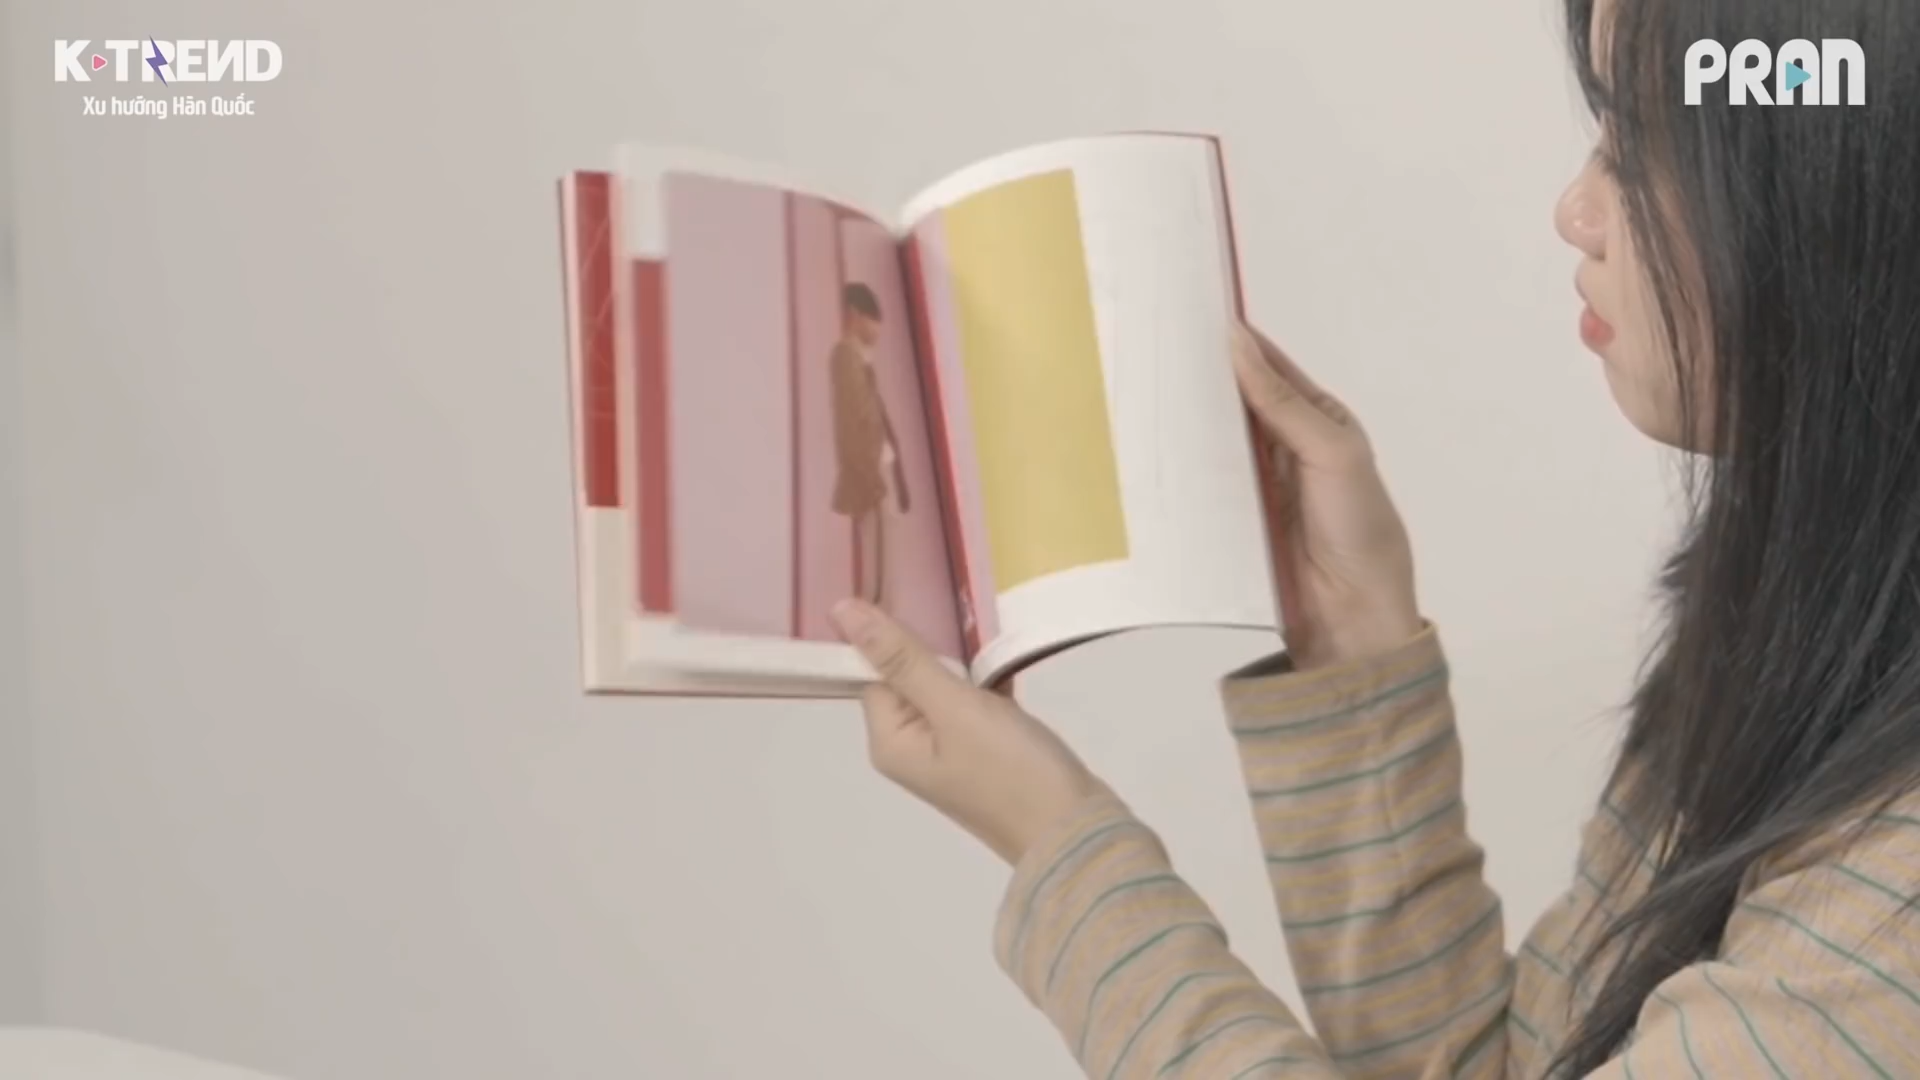 K-TREND
Xu hướng Hàn Quốc
PRAN